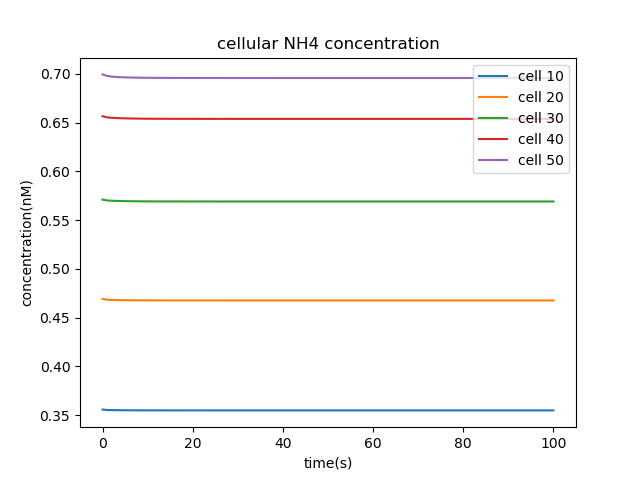 cellular NH4 concentration
0.70
0.65
0.60
0.55
0.50
0.45
0.40
0.35
concentration(nM)
0
20
40
60
80
100
time(s)
cell 10
cell 20
cell 30
cell 40
cell 50